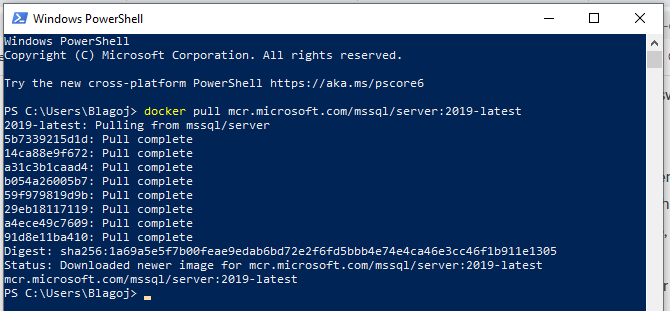 Windows PowerShell
Windows PowerShell
Copyright (C) Microsoft Corporation. All rights reserved.
Try the new cross-platform PowerShell https://aka.ms/pscore6
PS C:\Users\Blagoj> docker pull mcr.microsoft.com/mssql/server:2019-latest
2019-latest: Pulling from mssql/server
5b7339215d1d: Pull complete
14ca88e9f672: Pull complete
a31c3b1caad4: Pull complete
b054a26005b7: Pull complete
59f979819d9b: Pull complete
29eb18117119: Pull complete
a4ece49c7609: Pull complete
91d8e11ba410: Pull complete
Digest: sha256:1a69a5e5f7b00feae9edab6bd72e2f6fd5bbb4e74e4ca46e3cc46f1b911e1305
Status: Downloaded newer image for mcr.microsoft.com/mssql/server:2019-latest
mcr.microsoft.com/mssql/server:2019-latest
PS C:\Users\Blagoj>